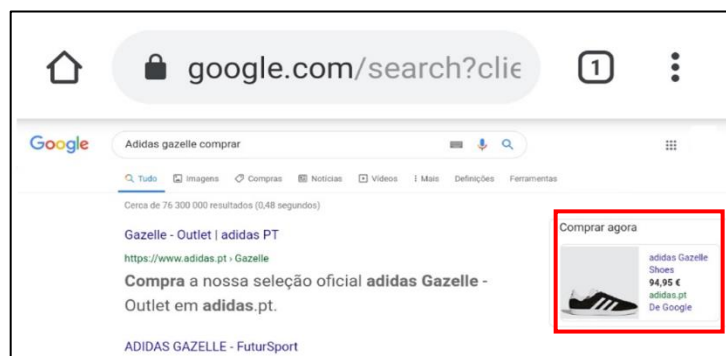 google.com/search?clie
1
Google
Adidas gazelle comprar
Tudo Imagens Compras Notícias Vídeos Mais Definições Ferramentas
Cerca de 76 300 000 resultados (0,48 segundos)
Gazelle - Outlet | adidas PT
https://www.adidas.pt › Gazelle
Compra a nossa seleção oficial adidas Gazelle -
Outlet em adidas.pt.
ADIDAS GAZELLE - FuturSport
Comprar agora
adidas Gazelle
Shoes
94,95 €
adidas.pt
De Google